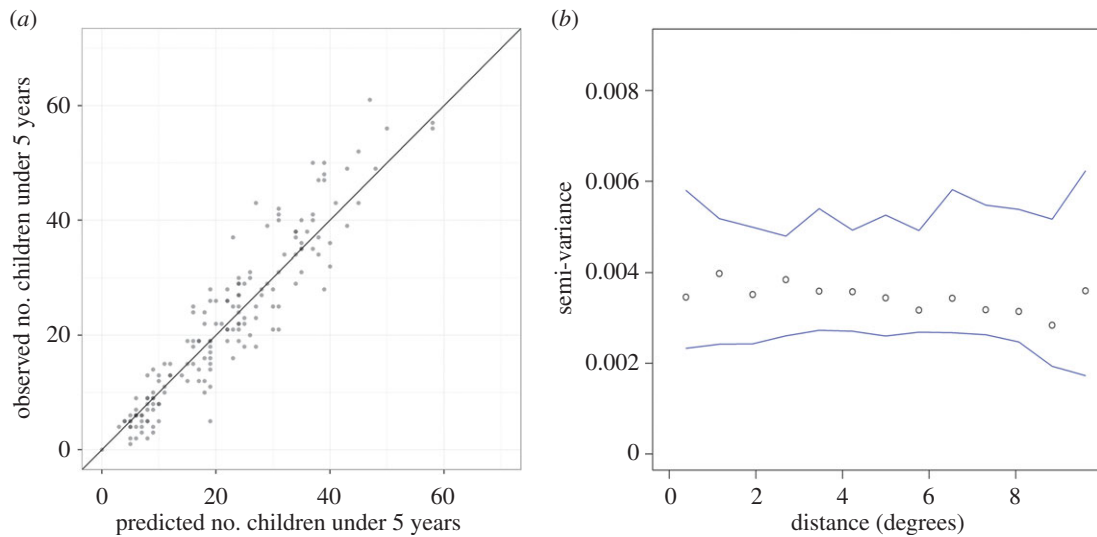 (a)
observed no. children under 5 years
60
40
20
0
0 20 40 60
predicted no. children under 5 years
(b)
semi-variance
0.008
0.006
0.004
0.002
0
0 2 4 6 8
distance (degrees)